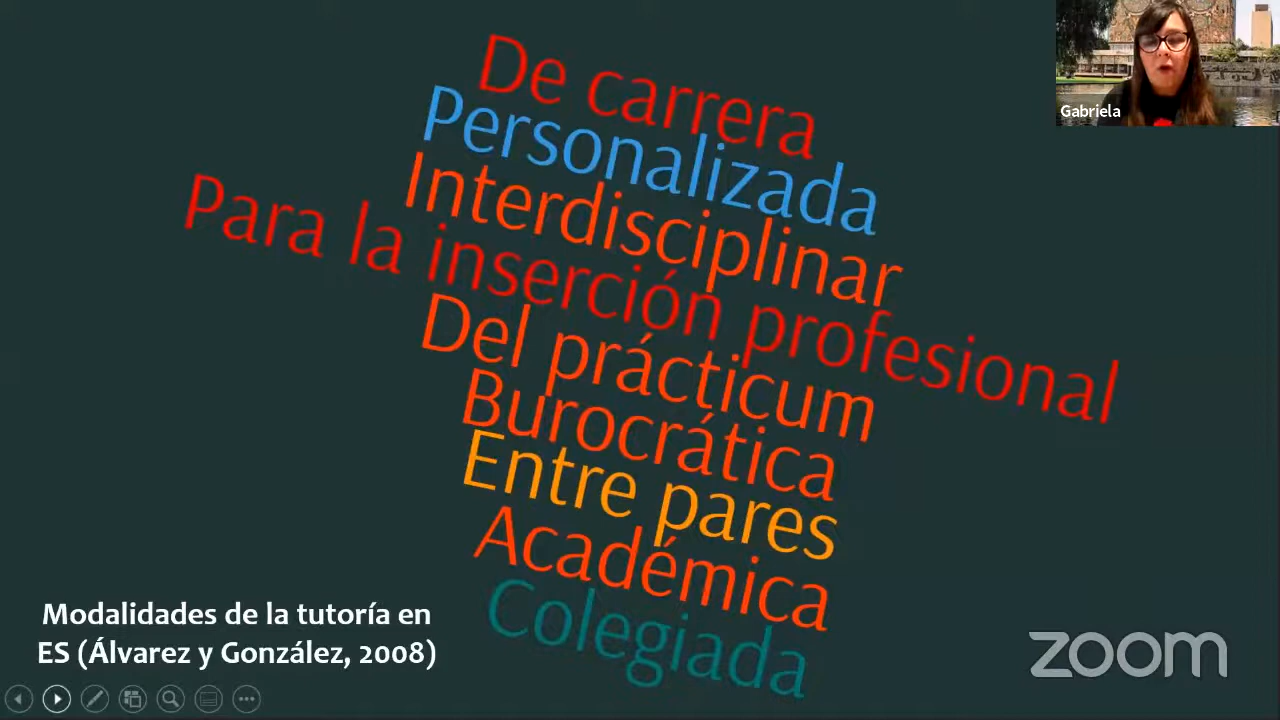 De carrera
Personalizada
Interdisciplinar
Para la inserción profesional
Del prácticum
Burocrática
Entre pares
Académica
Colegiada
Modalidades de la tutoría en
ES (Álvarez y González, 2008)
Gabriela
zoom